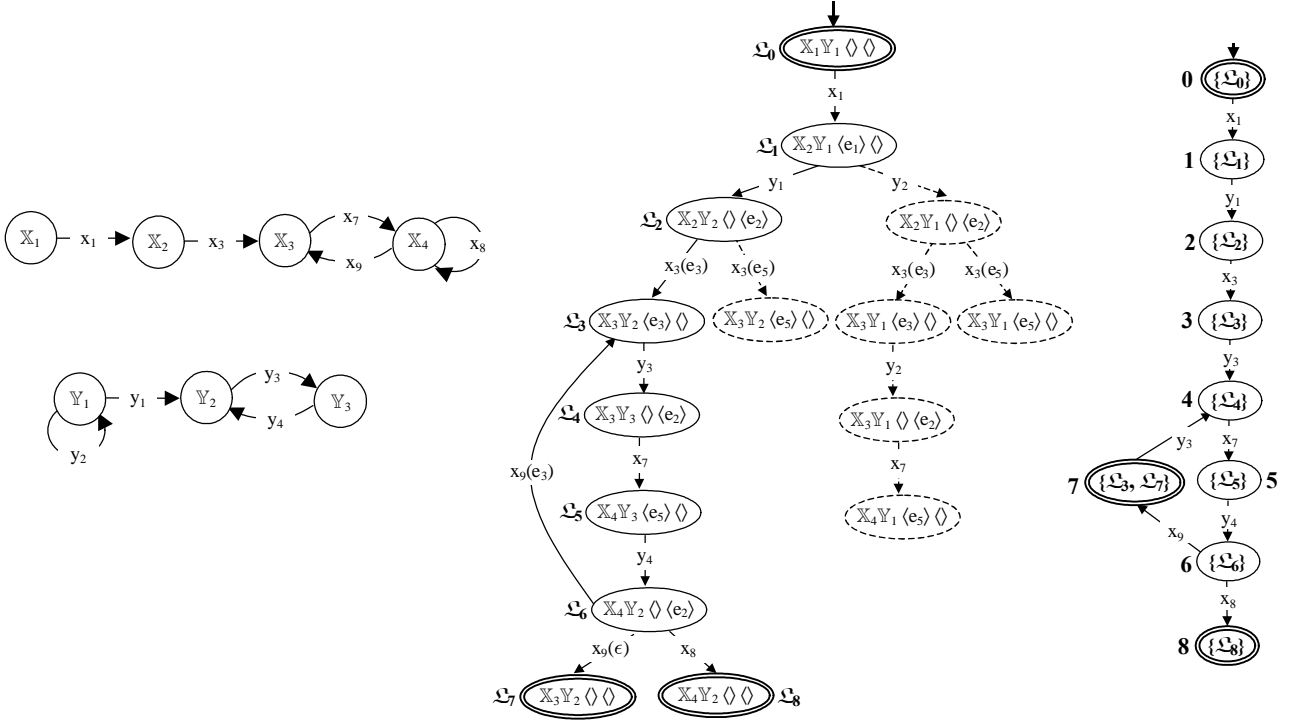 𝕏₁ x₁ 𝕏₂ x₃ 𝕏₃ x₇ x₉ 𝕏₄ x₈
𝕐₁ y₁ y₂ 𝕐₂ y₃ y₄ 𝕐₃
𝔏₀ 𝕏₁𝕐₁ ⟨⟩ ⟨⟩
x₁
𝔏₁ 𝕏₂𝕐₁ ⟨e₁⟩ ⟨⟩
y₁ y₂
𝔏₂ 𝕏₂𝕐₂ ⟨⟩ ⟨e₂⟩ 𝕏₂𝕐₁ ⟨⟩ ⟨e₂⟩
x₃(e₃) x₃(e₅) x₃(e₃) x₃(e₅)
𝔏₃ 𝕏₃𝕐₂ ⟨e₃⟩ ⟨⟩ 𝕏₃𝕐₂ ⟨e₅⟩ ⟨⟩ 𝕏₃𝕐₁ ⟨e₃⟩ ⟨⟩ 𝕏₃𝕐₁ ⟨e₅⟩ ⟨⟩
y₃ y₂
𝔏₄ 𝕏₃𝕐₃ ⟨⟩ ⟨e₂⟩ 𝕏₃𝕐₁ ⟨⟩ ⟨e₂⟩
x₉(e₃) x₇ x₇
𝔏₅ 𝕏₄𝕐₃ ⟨e₅⟩ ⟨⟩ 𝕏₄𝕐₁ ⟨e₅⟩ ⟨⟩
y₄
𝔏₆ 𝕏₄𝕐₂ ⟨⟩ ⟨e₂⟩
x₉(ϵ) x₈
𝔏₇ 𝕏₃𝕐₂ ⟨⟩ ⟨⟩ 𝕏₄𝕐₂ ⟨⟩ ⟨⟩ 𝔏₈
0 {𝔏₀}
x₁
1 {𝔏₁}
y₁
2 {𝔏₂}
x₃
3 {𝔏₃}
y₃
4 {𝔏₄}
y₃ x₇
7 {𝔏₃, 𝔏₇} {𝔏₅} 5
x₉ y₄
6 {𝔏₆}
x₈
8 {𝔏₈}